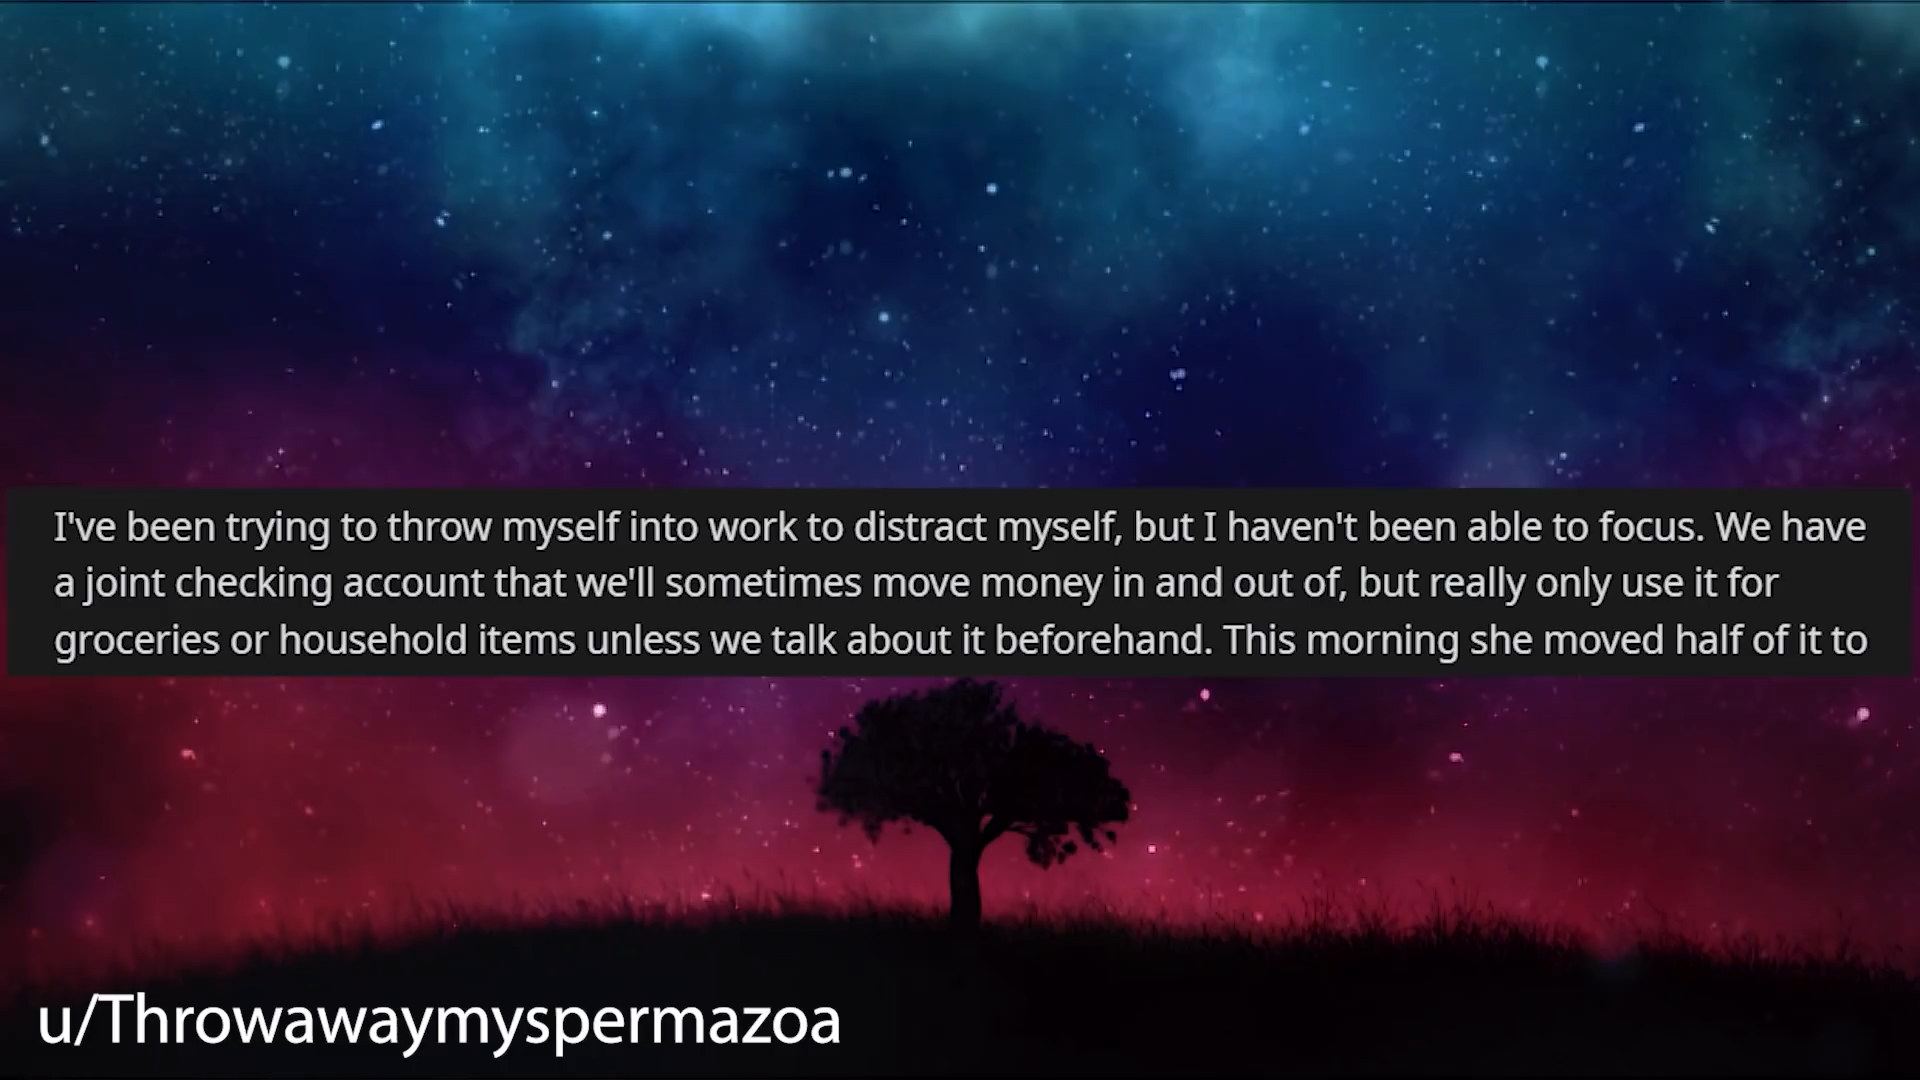 I've been trying to throw myself into work to distract myself, but I haven't been able to focus. We have
a joint checking account that we'll sometimes move money in and out of, but really only use it for
groceries or household items unless we talk about it beforehand. This morning she moved half of it to
u/Throwawaymyspermazoa